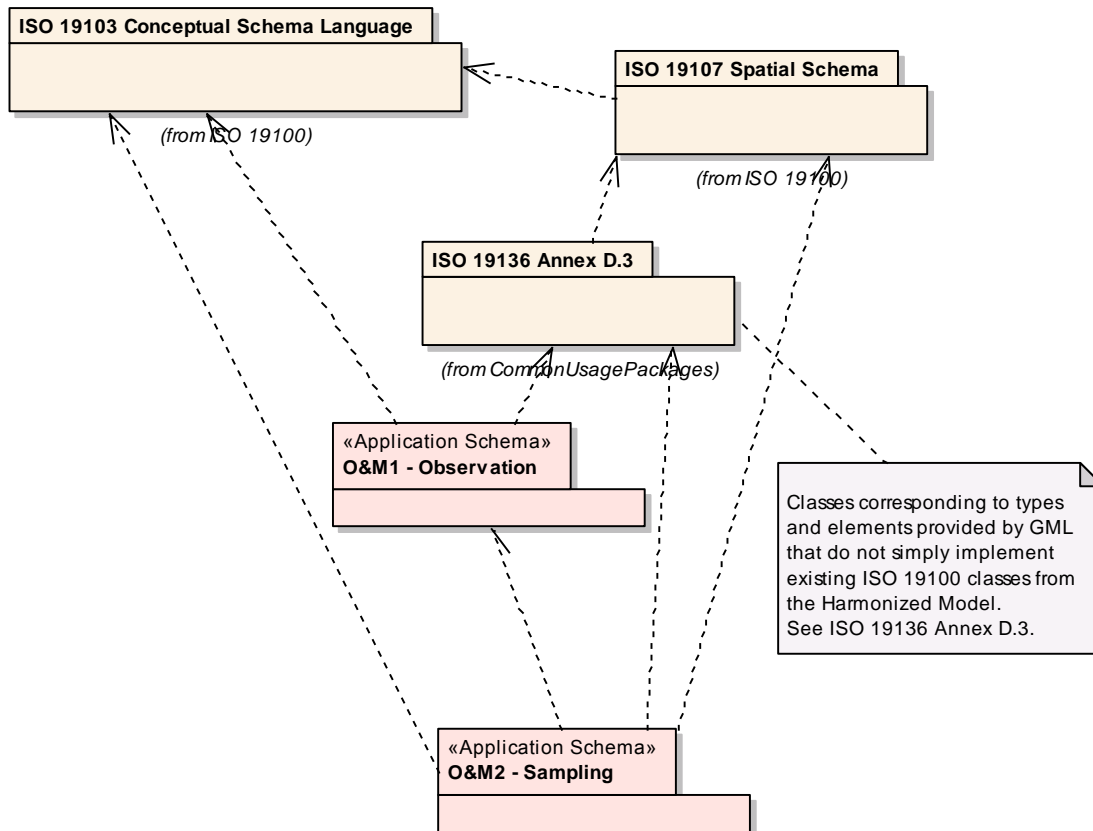 ISO 19103 Conceptual Schema Language
(from ISO 19100)
ISO 19107 Spatial Schema
(from ISO 19100)
ISO 19136 Annex D.3
(from CommonUsagePackages)
«Application Schema»
O&M1 - Observation
Classes corresponding to types
and elements provided by GML
that do not simply implement
existing ISO 19100 classes from
the Harmonized Model.
See ISO 19136 Annex D.3.
«Application Schema»
O&M2 - Sampling